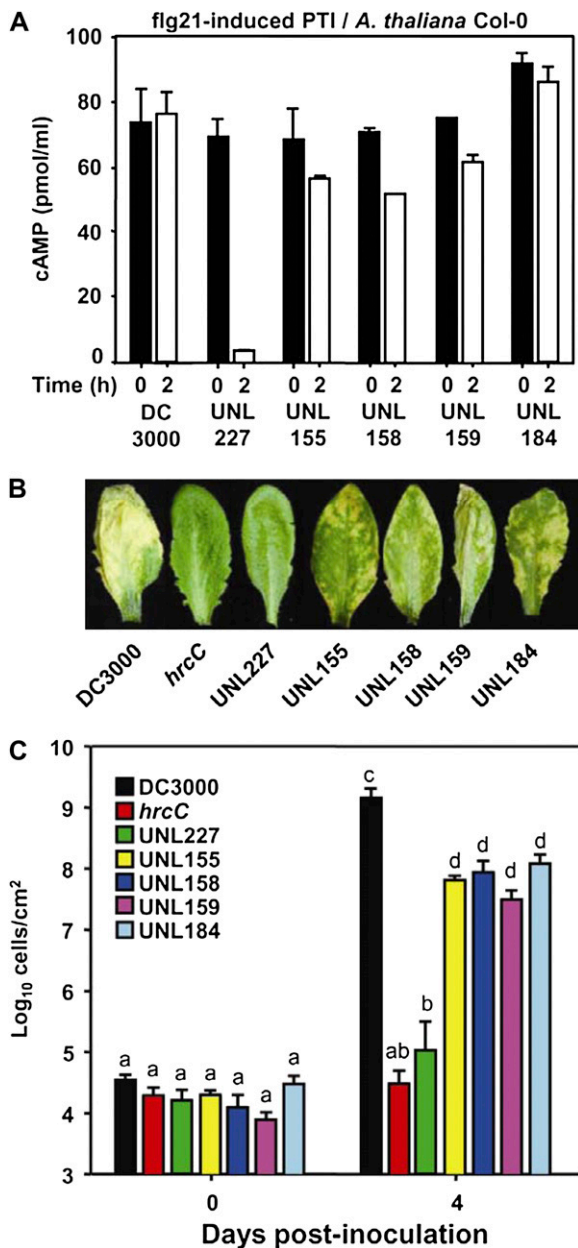 A
flg21-induced PTI / A. thaliana Col-0
cAMP (pmol/ml)
100
80
60
40
20
0
Time (h) 0 2 0 2 0 2 0 2 0 2 0 2
DC UNL UNL UNL UNL UNL
3000 227 155 158 159 184
B
DC3000 hrcC UNL227 UNL155 UNL158 UNL159 UNL184
C
Log10 cells/cm2
10
9
8
7
6
5
4
3
DC3000
hrcC
UNL227
UNL155
UNL158
UNL159
UNL184
a a a a a a a
c ab b d d d d
0 4
Days post-inoculation